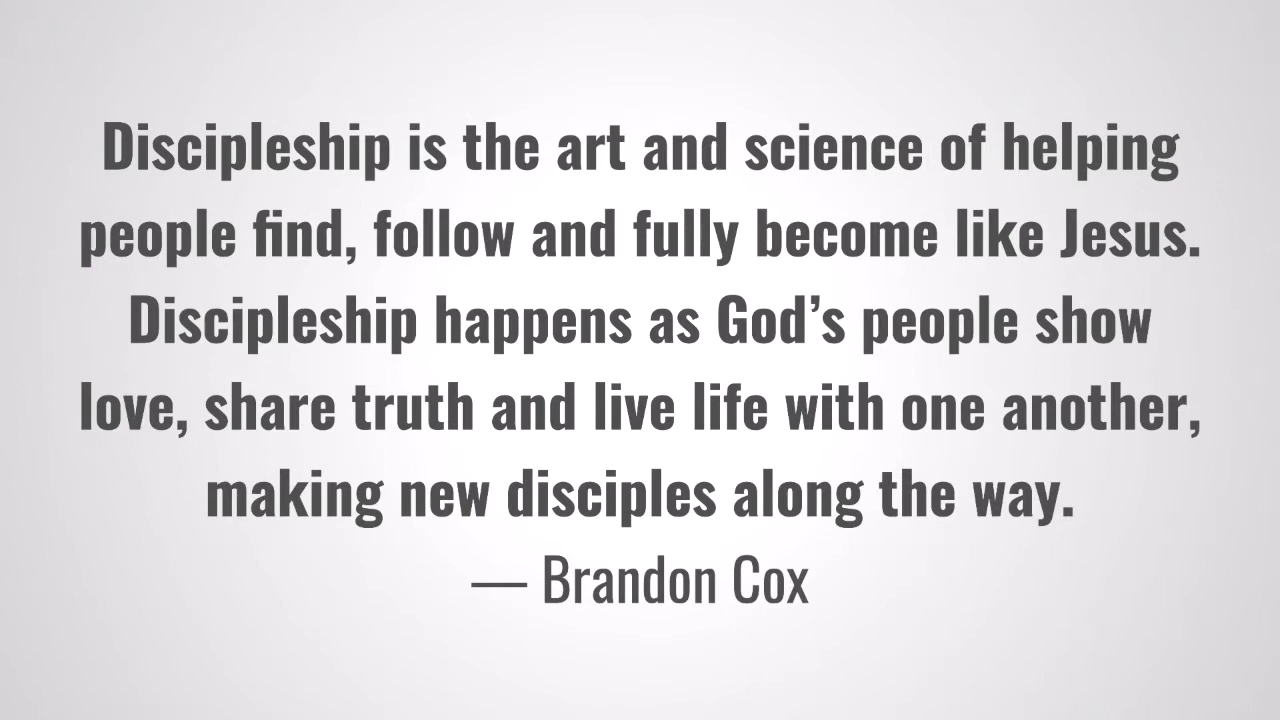 Discipleship is the art and science of helping
people find, follow and fully become like Jesus.
Discipleship happens as God’s people show
love, share truth and live life with one another,
making new disciples along the way.
— Brandon Cox